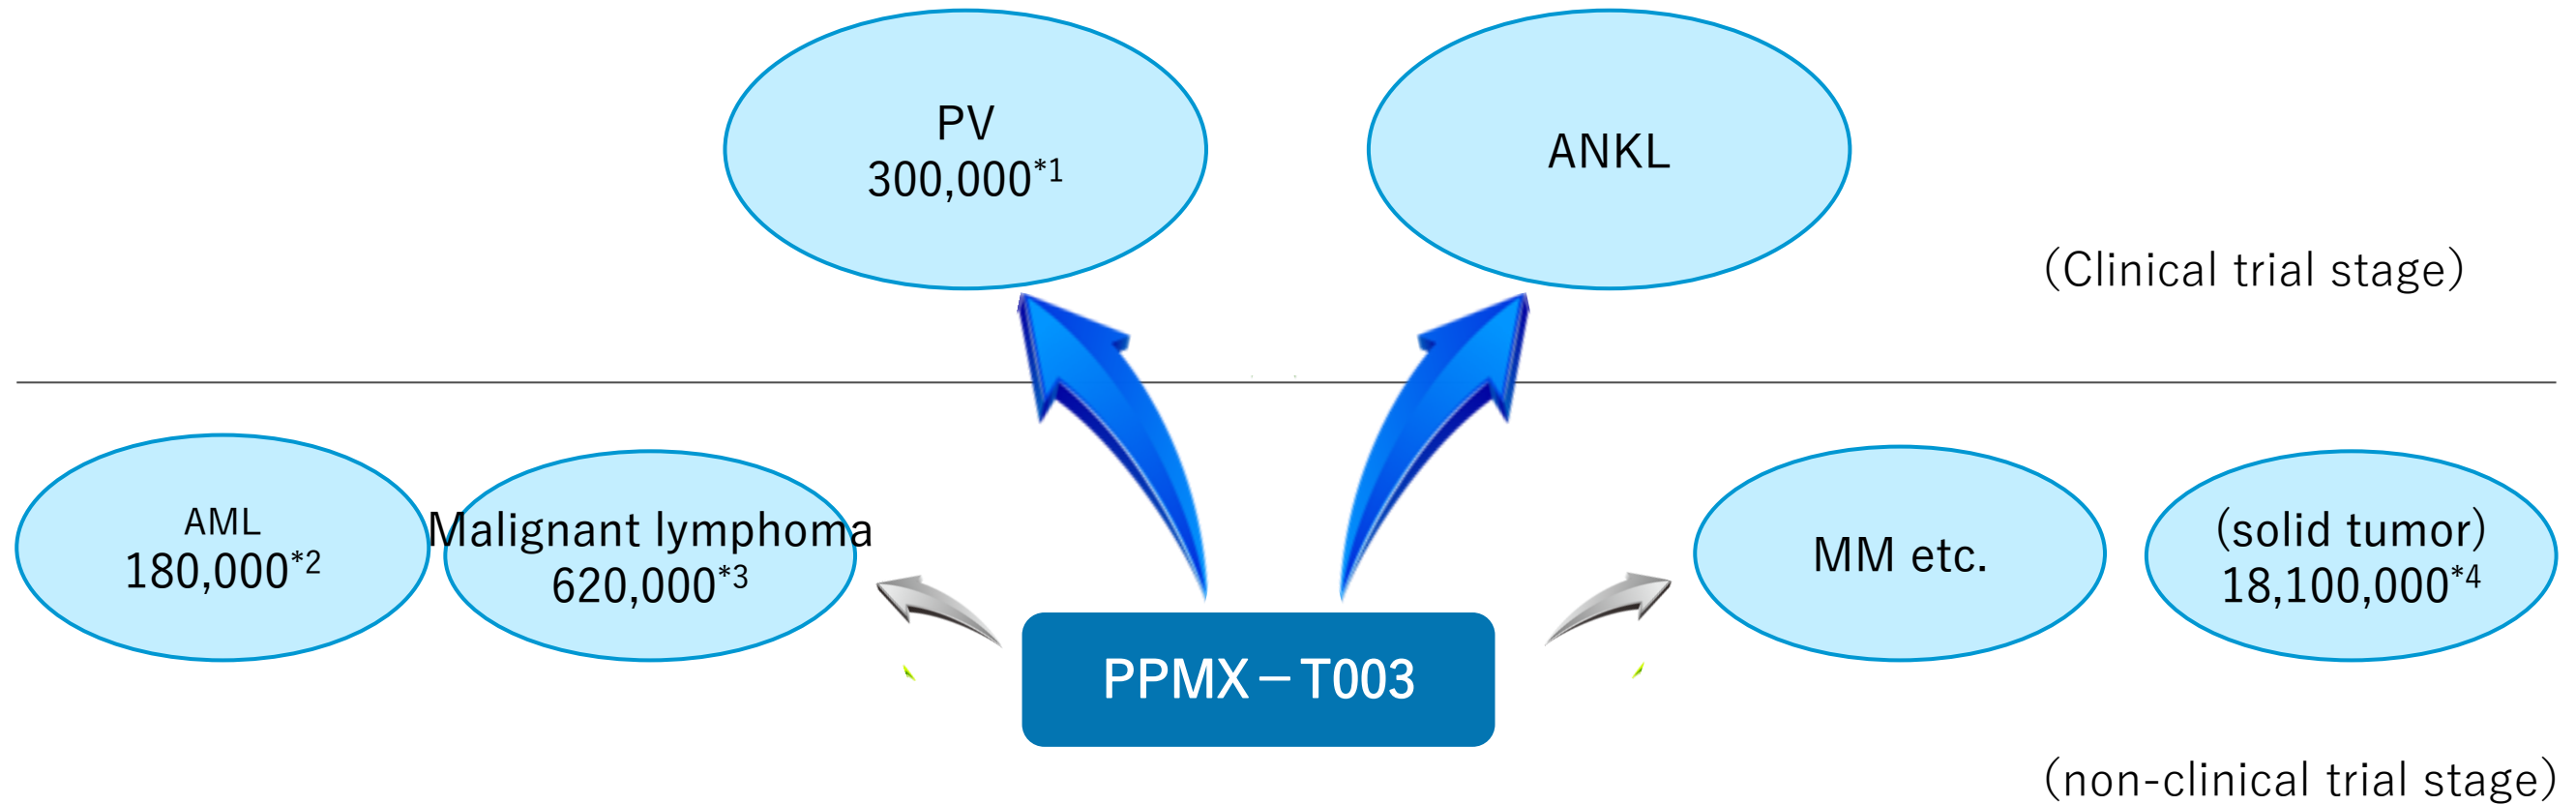 PV
300,000*1
ANKL
（Clinical trial stage）
AML
180,000*2
Malignant lymphoma
620,000*3
MM etc.
(solid tumor)
18,100,000*4
PPMX－T003
（non-clinical trial stage）